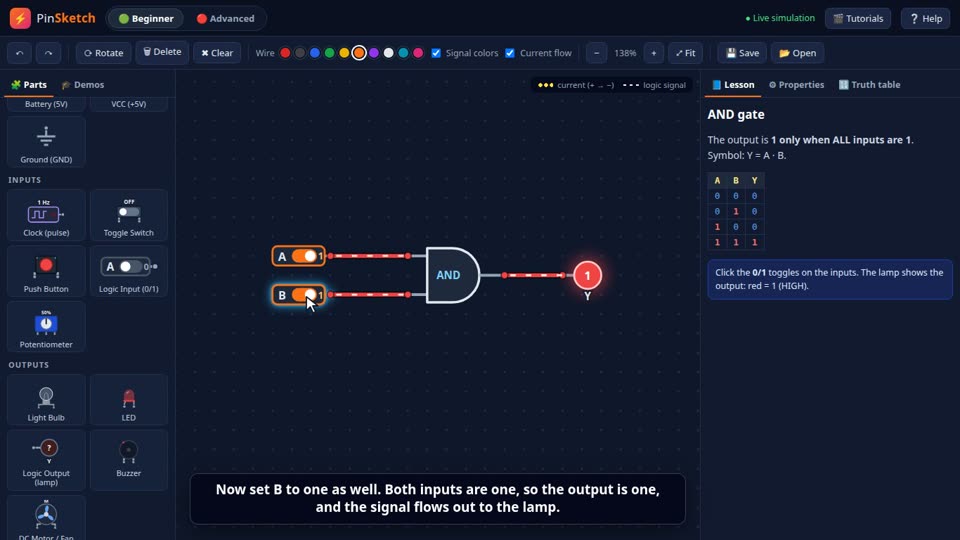 PinSketch
Beginner
Advanced
Live simulation
Tutorials
? Help
Rotate
Delete
Clear
Wire
Signal colors
Current flow
−
138%
+
Fit
Save
Open
Parts
Demos
Battery (5V)
VCC (+5V)
Ground (GND)
INPUTS
1 Hz
Clock (pulse)
OFF
Toggle Switch
Push Button
A 0
Logic Input (0/1)
50%
Potentiometer
OUTPUTS
Light Bulb
LED
?
Y
Logic Output
(lamp)
Buzzer
M
DC Motor / Fan
current (+ → −)
logic signal
A 1
B 1
AND
1
Y
Now set B to one as well. Both inputs are one, so the output is one,
and the signal flows out to the lamp.
Lesson
Properties
Truth table
AND gate
The output is 1 only when ALL inputs are 1.
Symbol: Y = A · B.
A B Y
0 0 0
0 1 0
1 0 0
1 1 1
Click the 0/1 toggles on the inputs. The lamp shows the
output: red = 1 (HIGH).